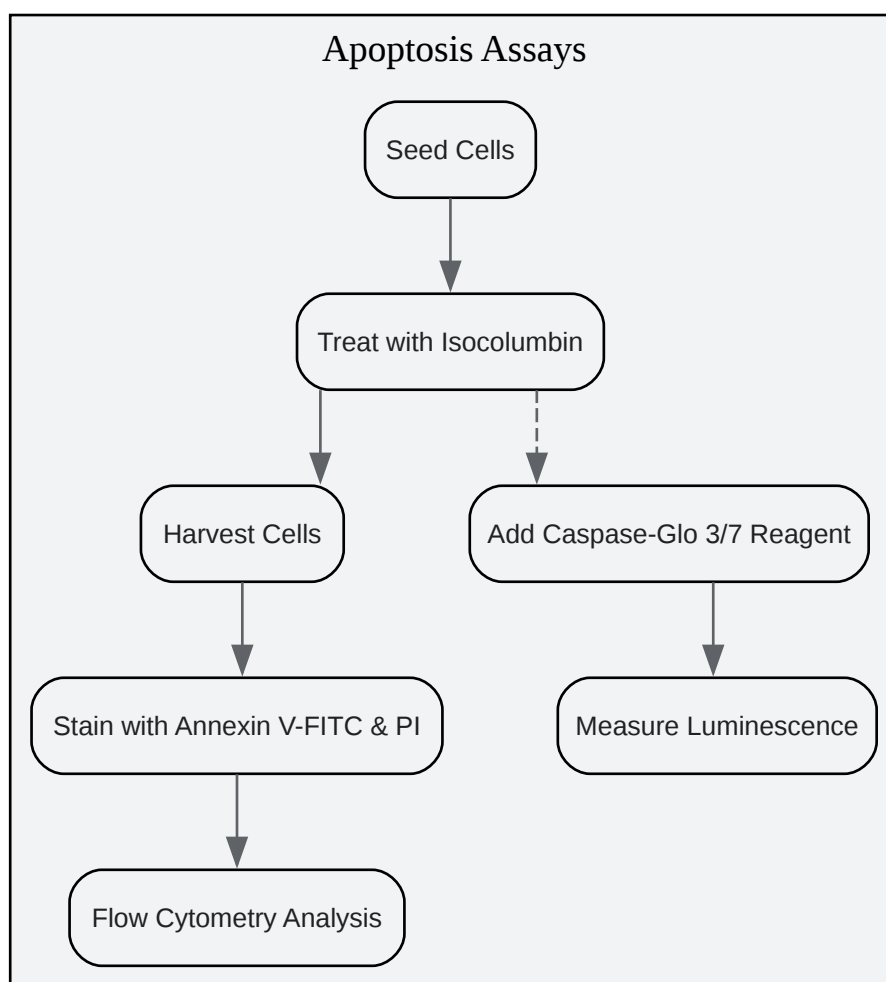 Apoptosis Assays
Seed Cells
Treat with Isocolumbin
Harvest Cells
Add Caspase-Glo 3/7 Reagent
Stain with Annexin V-FITC & PI
Measure Luminescence
Flow Cytometry Analysis